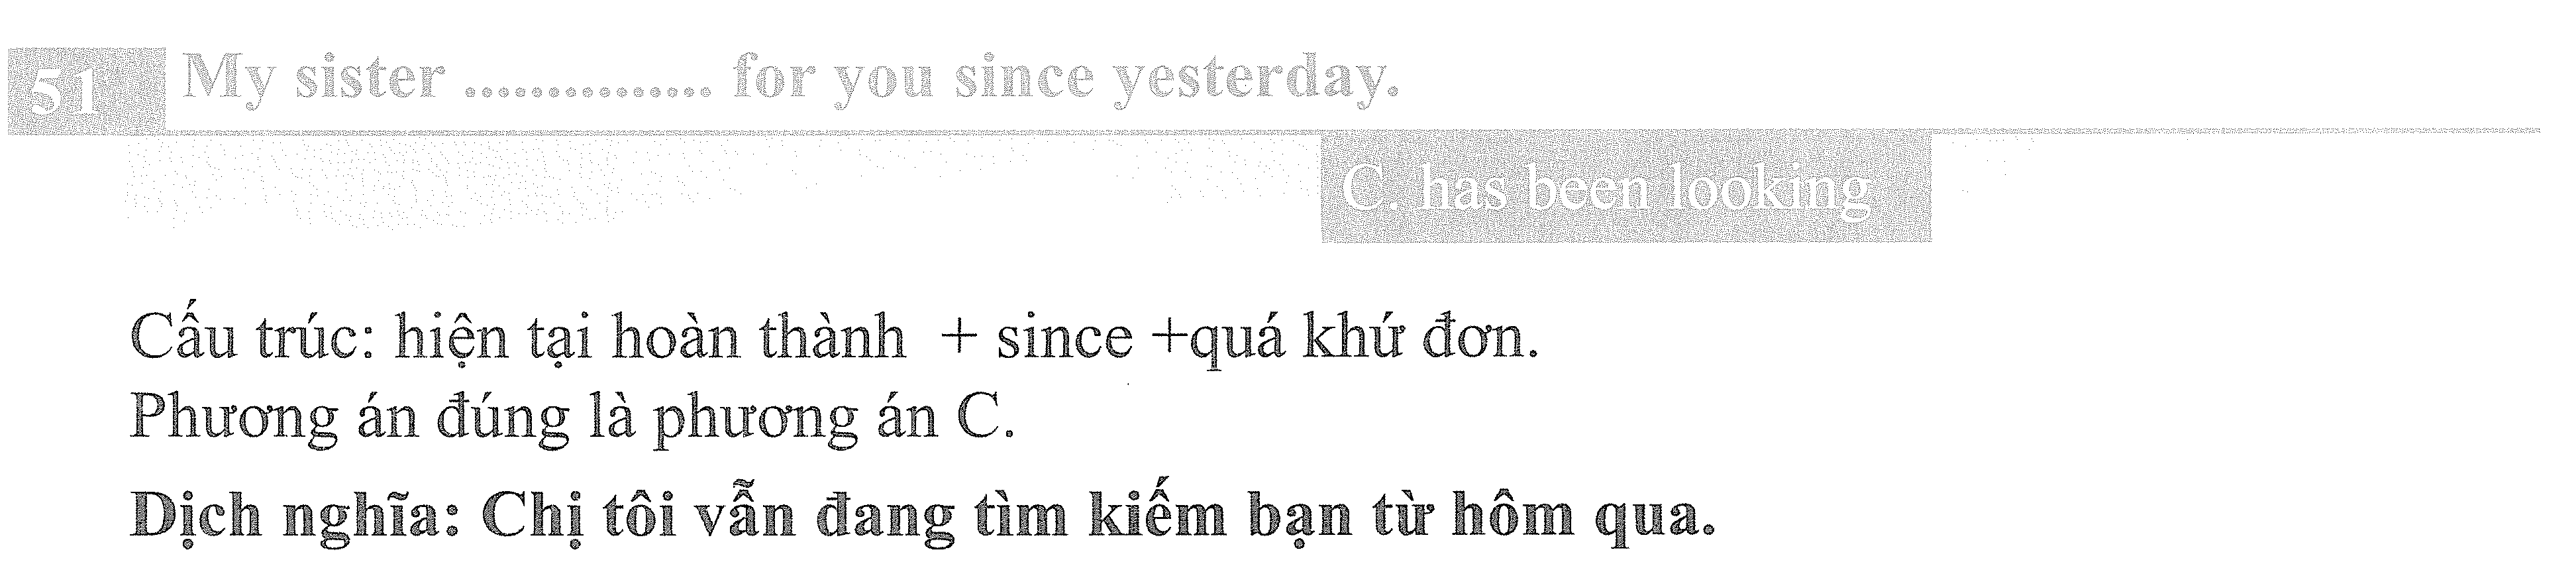 51 My sister .............. for you since yesterday.
C. has been looking
Cấu trúc: hiện tại hoàn thành + since +quá khứ đơn.
Phương án đúng là phương án C.
Dịch nghĩa: Chị tôi vẫn đang tìm kiếm bạn từ hôm qua.